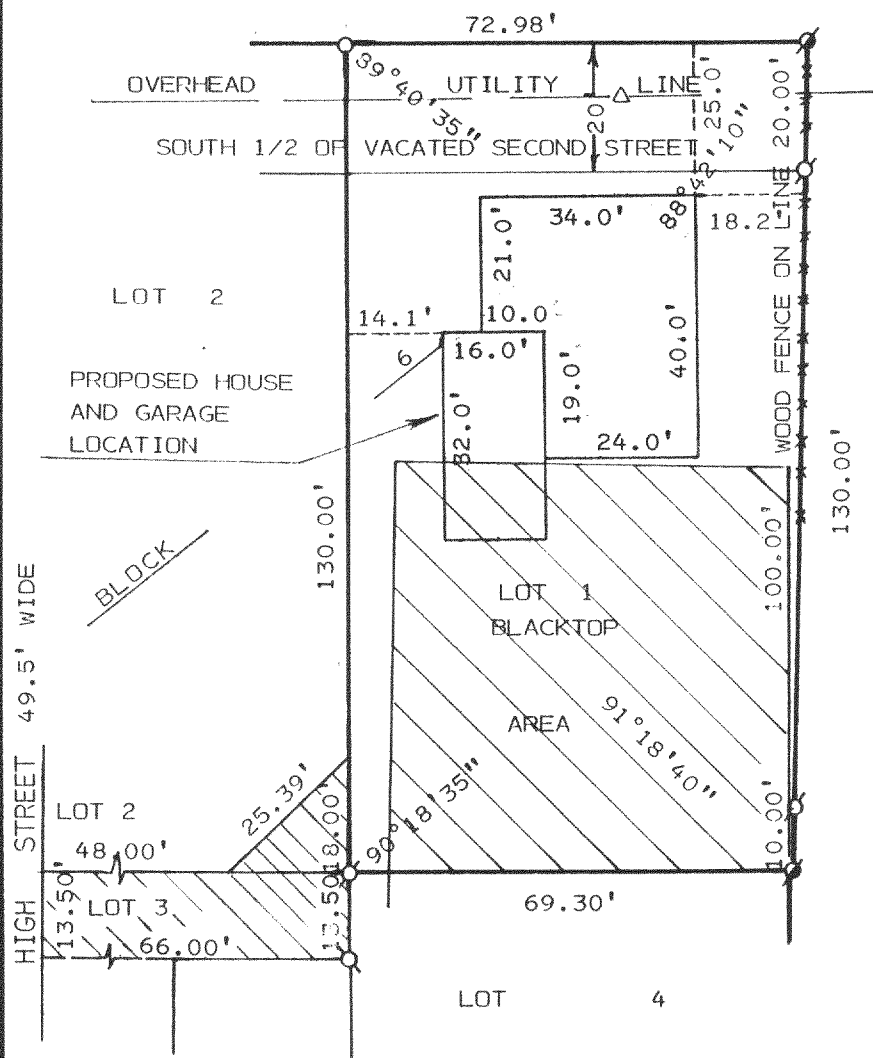 72.98'
39°40'35"
OVERHEAD UTILITY LINE
20
25.0'
20.00'
88°42'10"
SOUTH 1/2 OF VACATED SECOND STREET
34.0'
18.2'
21.0'
WOOD FENCE ON LINE
LOT 2
14.1'
10.0
16.0'
6
40.0'
19.0'
PROPOSED HOUSE
AND GARAGE
LOCATION
32.0'
24.0'
130.00'
130.00'
100.00'
BLOCK
LOT 1
BLACKTOP
AREA
91°18'40"
HIGH STREET 49.5' WIDE
25.39'
18.00'
90°18'35"
10.00'
LOT 2
48.00'
13.50'
LOT 3
13.50
66.00'
69.30'
LOT 4